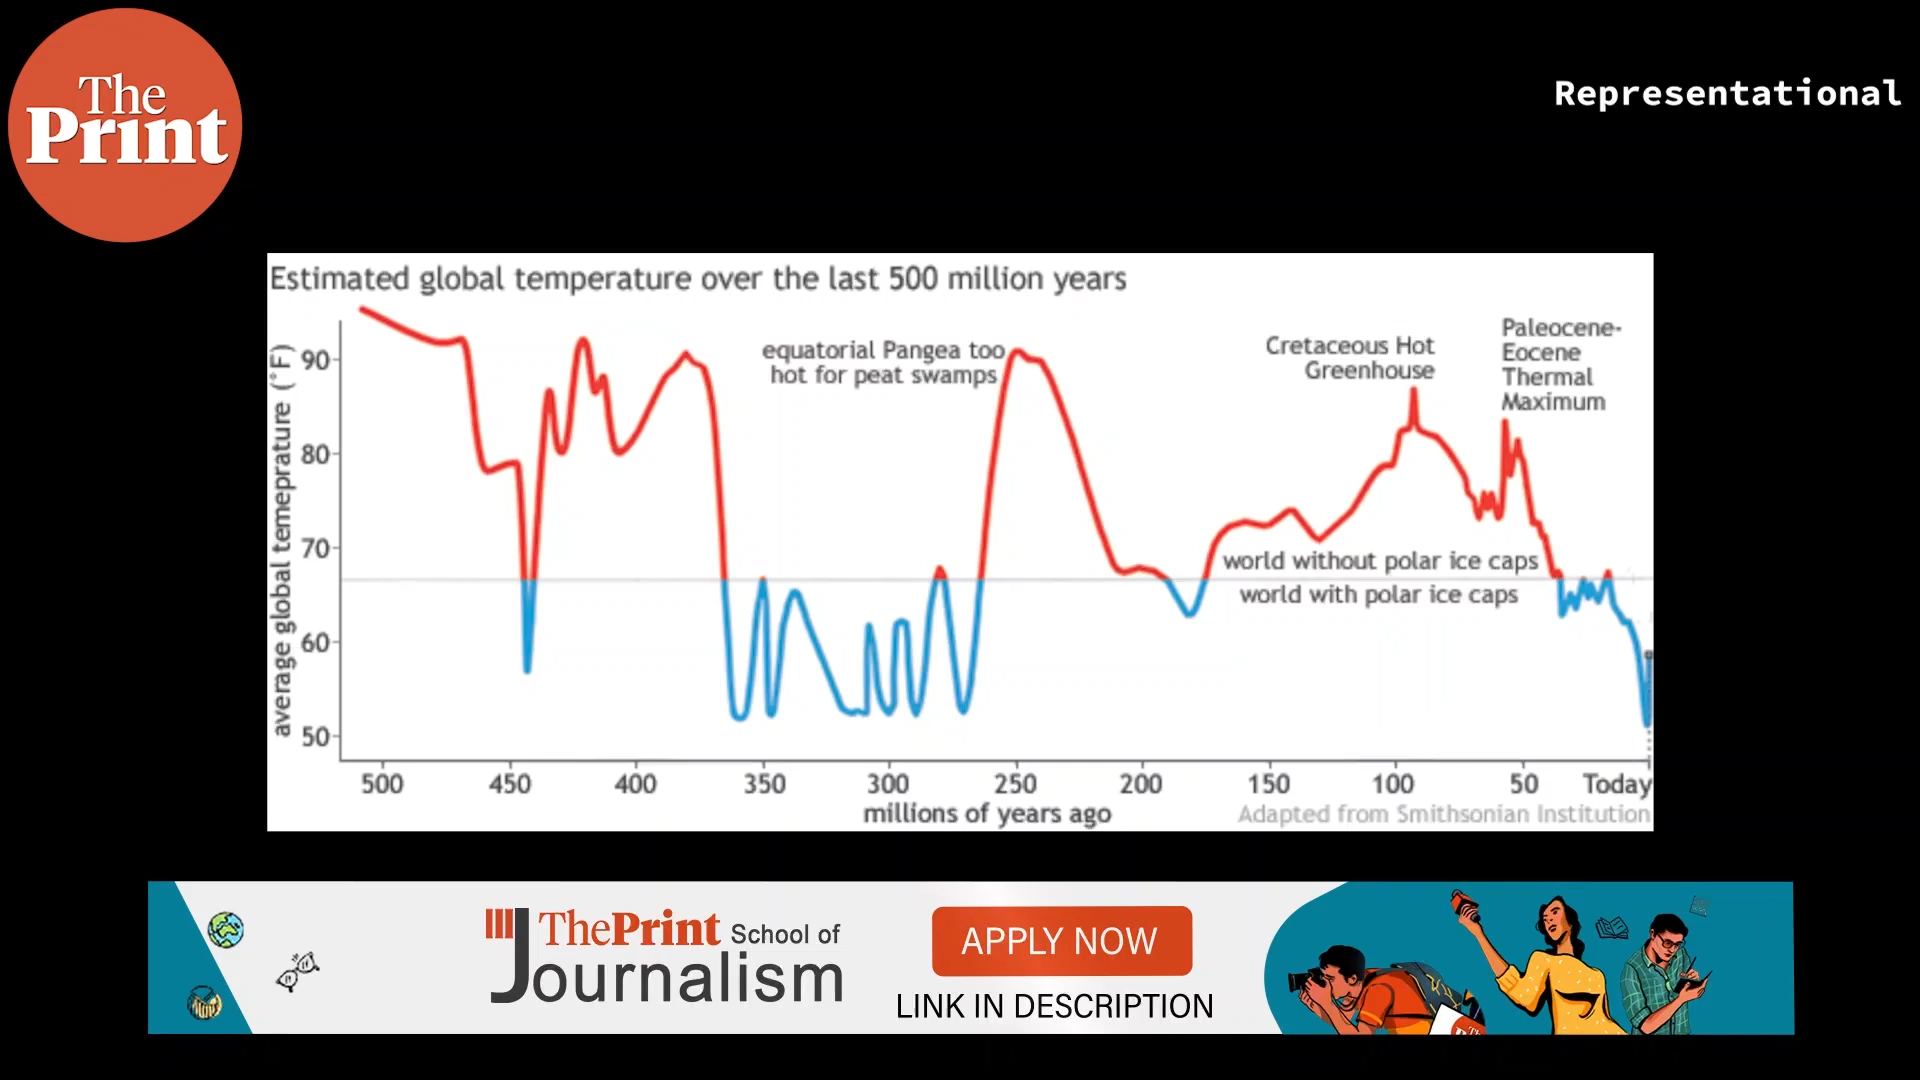 The
Print
Representational
Estimated global temperature over the last 500 million years
average global temeprature (°F)
90
80
70
60
50
equatorial Pangea too
hot for peat swamps
Cretaceous Hot
Greenhouse
Paleocene-
Eocene
Thermal
Maximum
world without polar ice caps
world with polar ice caps
500 450 400 350 300 250 200 150 100 50 Today
millions of years ago
Adapted from Smithsonian Institution
ThePrint School of
Journalism
APPLY NOW
LINK IN DESCRIPTION